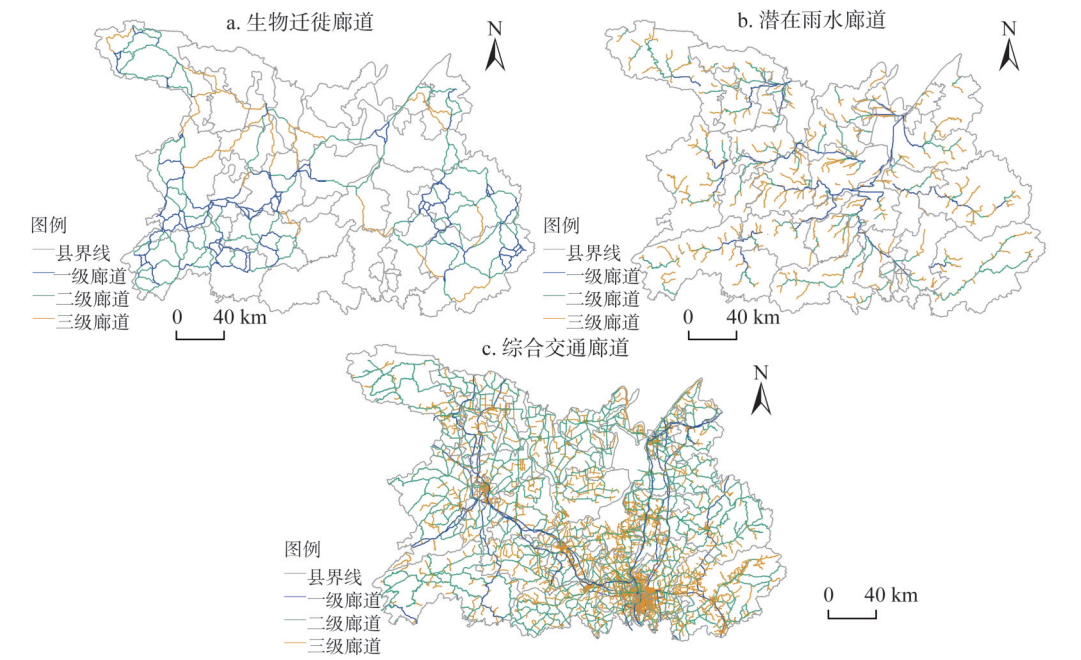 a. 生物迁徙廊道
N
图例
县界线
一级廊道
二级廊道
三级廊道
0 40 km
b. 潜在雨水廊道
N
图例
县界线
一级廊道
二级廊道
三级廊道
0 40 km
c. 综合交通廊道
N
图例
县界线
一级廊道
二级廊道
三级廊道
0 40 km